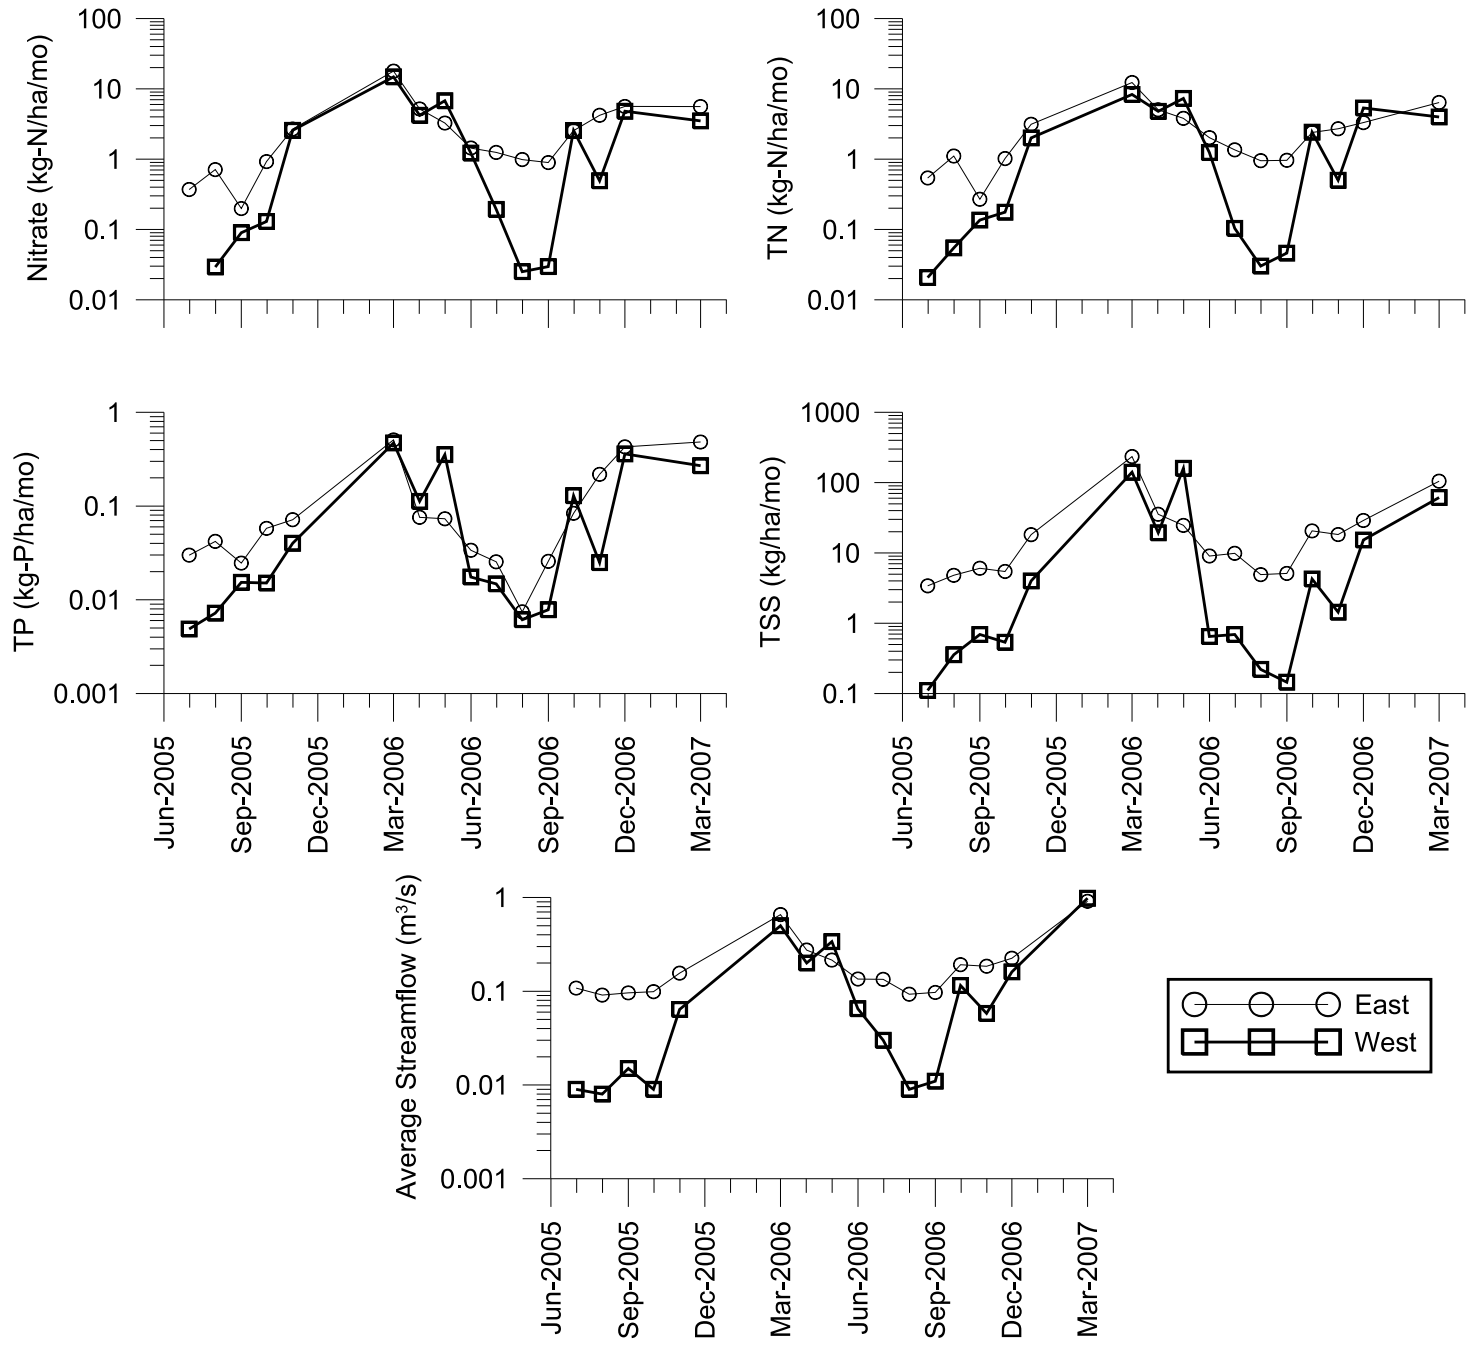 100
10
1
0.1
0.01
Nitrate (kg-N/ha/mo)
100
10
1
0.1
0.01
TN (kg-N/ha/mo)
1
0.1
0.01
0.001
TP (kg-P/ha/mo)
Jun-2005
Sep-2005
Dec-2005
Mar-2006
Jun-2006
Sep-2006
Dec-2006
Mar-2007
1000
100
10
1
0.1
TSS (kg/ha/mo)
Jun-2005
Sep-2005
Dec-2005
Mar-2006
Jun-2006
Sep-2006
Dec-2006
Mar-2007
1
0.1
0.01
0.001
Average Streamflow (m³/s)
Jun-2005
Sep-2005
Dec-2005
Mar-2006
Jun-2006
Sep-2006
Dec-2006
Mar-2007
East
West